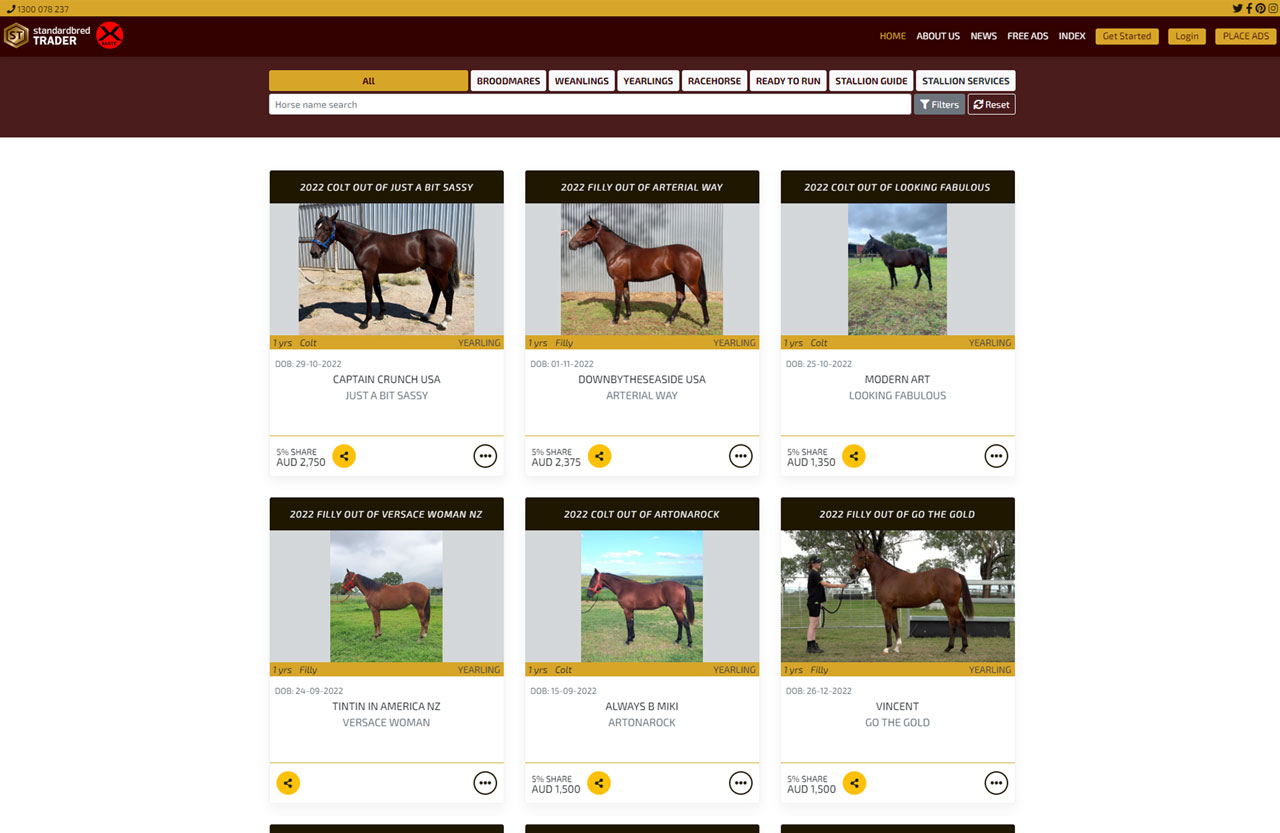 1300 078 237
ST standardbred
TRADER
X MATE
HOME ABOUT US NEWS FREE ADS INDEX Get Started Login PLACE ADS
All BROODMARES WEANLINGS YEARLINGS RACEHORSE READY TO RUN STALLION GUIDE STALLION SERVICES
Horse name search Filters Reset
2022 COLT OUT OF JUST A BIT SASSY
1 yrs Colt YEARLING
DOB: 29-10-2022
CAPTAIN CRUNCH USA
JUST A BIT SASSY
5% SHARE
AUD 2,750
2022 FILLY OUT OF ARTERIAL WAY
1 yrs Filly YEARLING
DOB: 01-11-2022
DOWNBYTHESEASIDE USA
ARTERIAL WAY
5% SHARE
AUD 2,375
2022 COLT OUT OF LOOKING FABULOUS
1 yrs Colt YEARLING
DOB: 25-10-2022
MODERN ART
LOOKING FABULOUS
5% SHARE
AUD 1,350
2022 FILLY OUT OF VERSACE WOMAN NZ
1 yrs Filly YEARLING
DOB: 24-09-2022
TINTIN IN AMERICA NZ
VERSACE WOMAN
2022 COLT OUT OF ARTONAROCK
1 yrs Colt YEARLING
DOB: 15-09-2022
ALWAYS B MIKI
ARTONAROCK
5% SHARE
AUD 1,500
2022 FILLY OUT OF GO THE GOLD
1 yrs Filly YEARLING
DOB: 26-12-2022
VINCENT
GO THE GOLD
5% SHARE
AUD 1,500